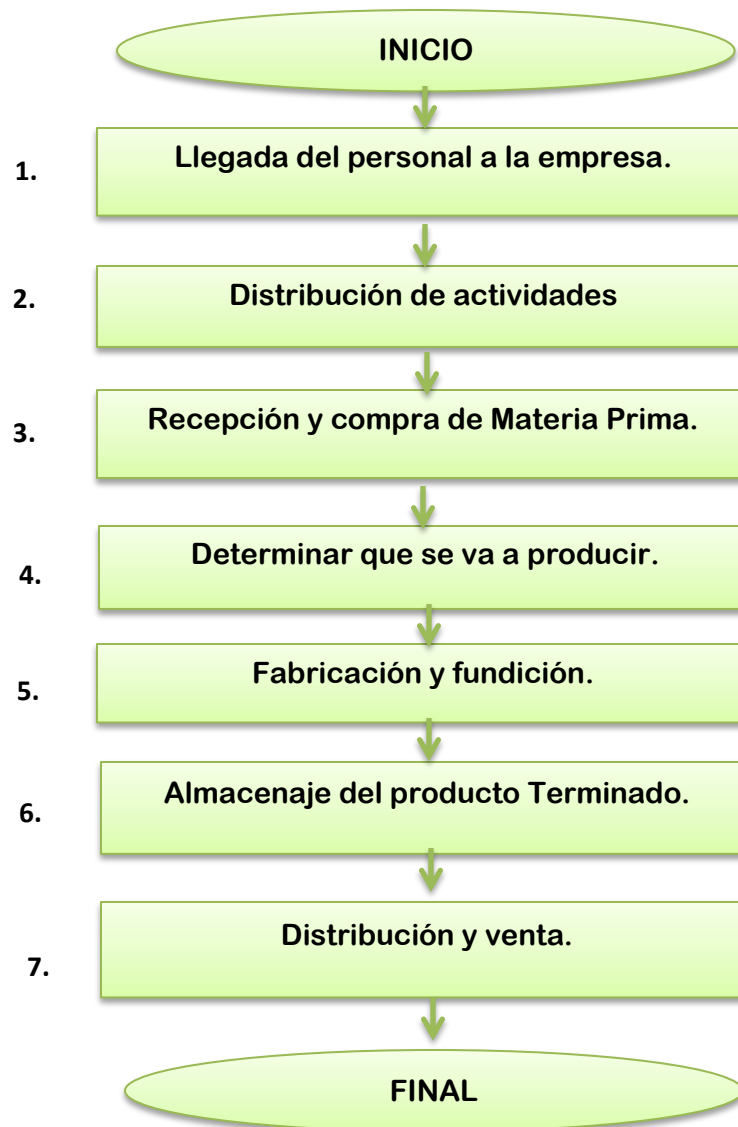 INICIO
1. Llegada del personal a la empresa.
2. Distribución de actividades
3. Recepción y compra de Materia Prima.
4. Determinar que se va a producir.
5. Fabricación y fundición.
6. Almacenaje del producto Terminado.
7. Distribución y venta.
FINAL